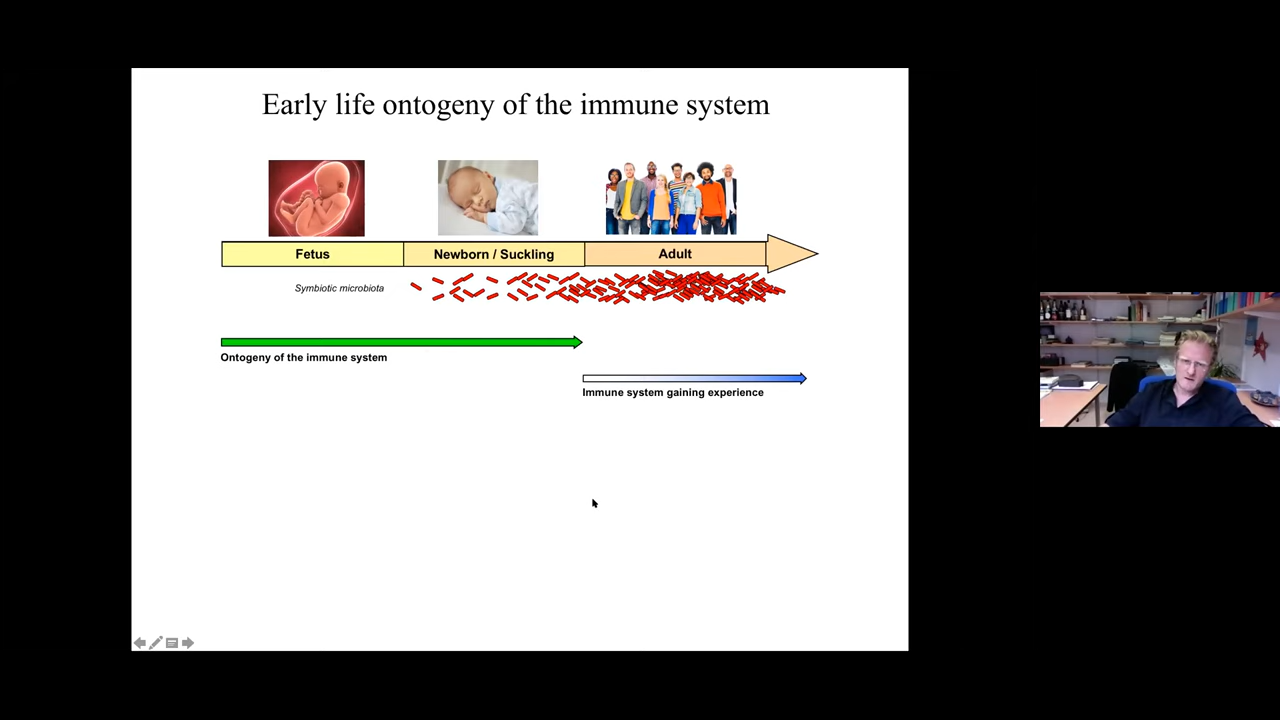 Early life ontogeny of the immune system
Fetus
Newborn / Suckling
Adult
Symbiotic microbiota
Ontogeny of the immune system
Immune system gaining experience